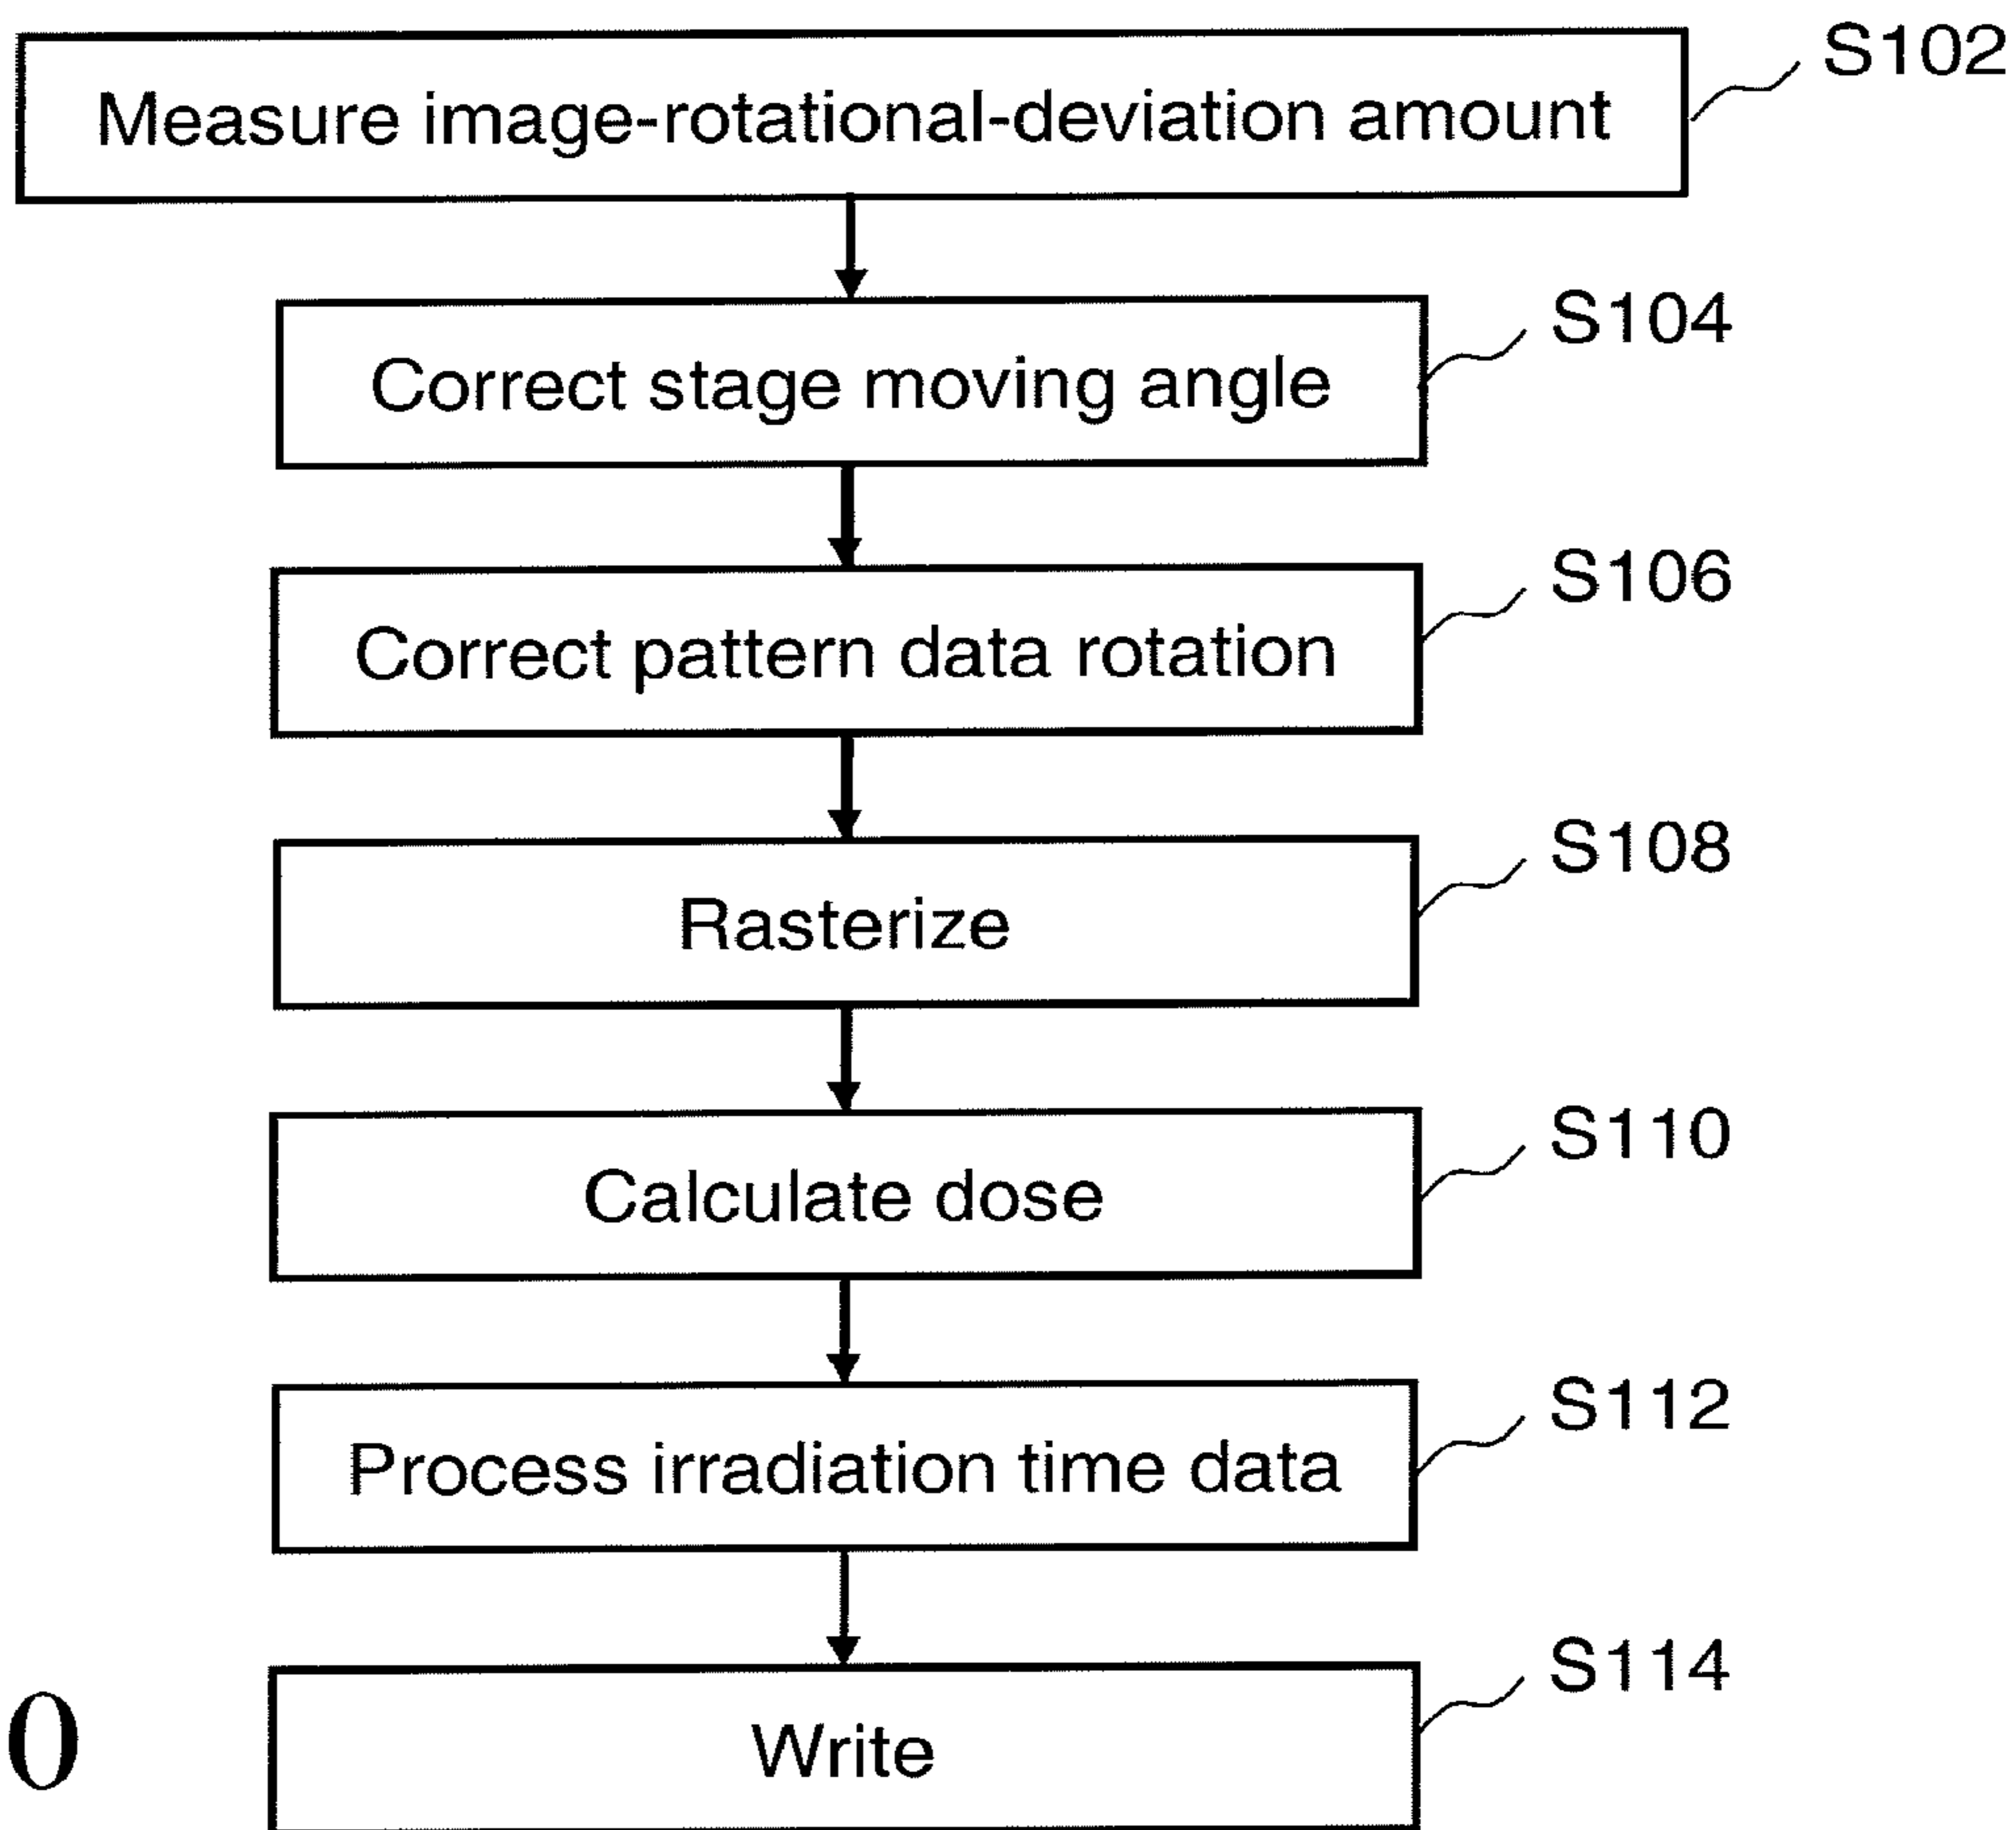 S102
Measure image-rotational-deviation amount
S104
Correct stage moving angle
S106
Correct pattern data rotation
S108
Rasterize
S110
Calculate dose
S112
Process irradiation time data
S114
0
Write